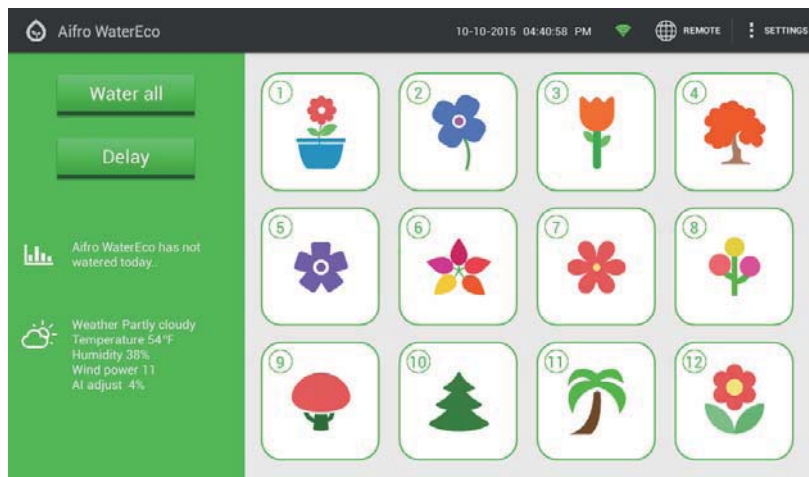 Aifro WaterEco
10-10-2015 04:40:58 PM
REMOTE
SETTINGS
Water all
Delay
Aifro WaterEco has not
watered today..
Weather Partly cloudy
Temperature 54°F
Humidity 38%
Wind power 11
AI adjust 4%
1
2
3
4
5
6
7
8
9
10
11
12